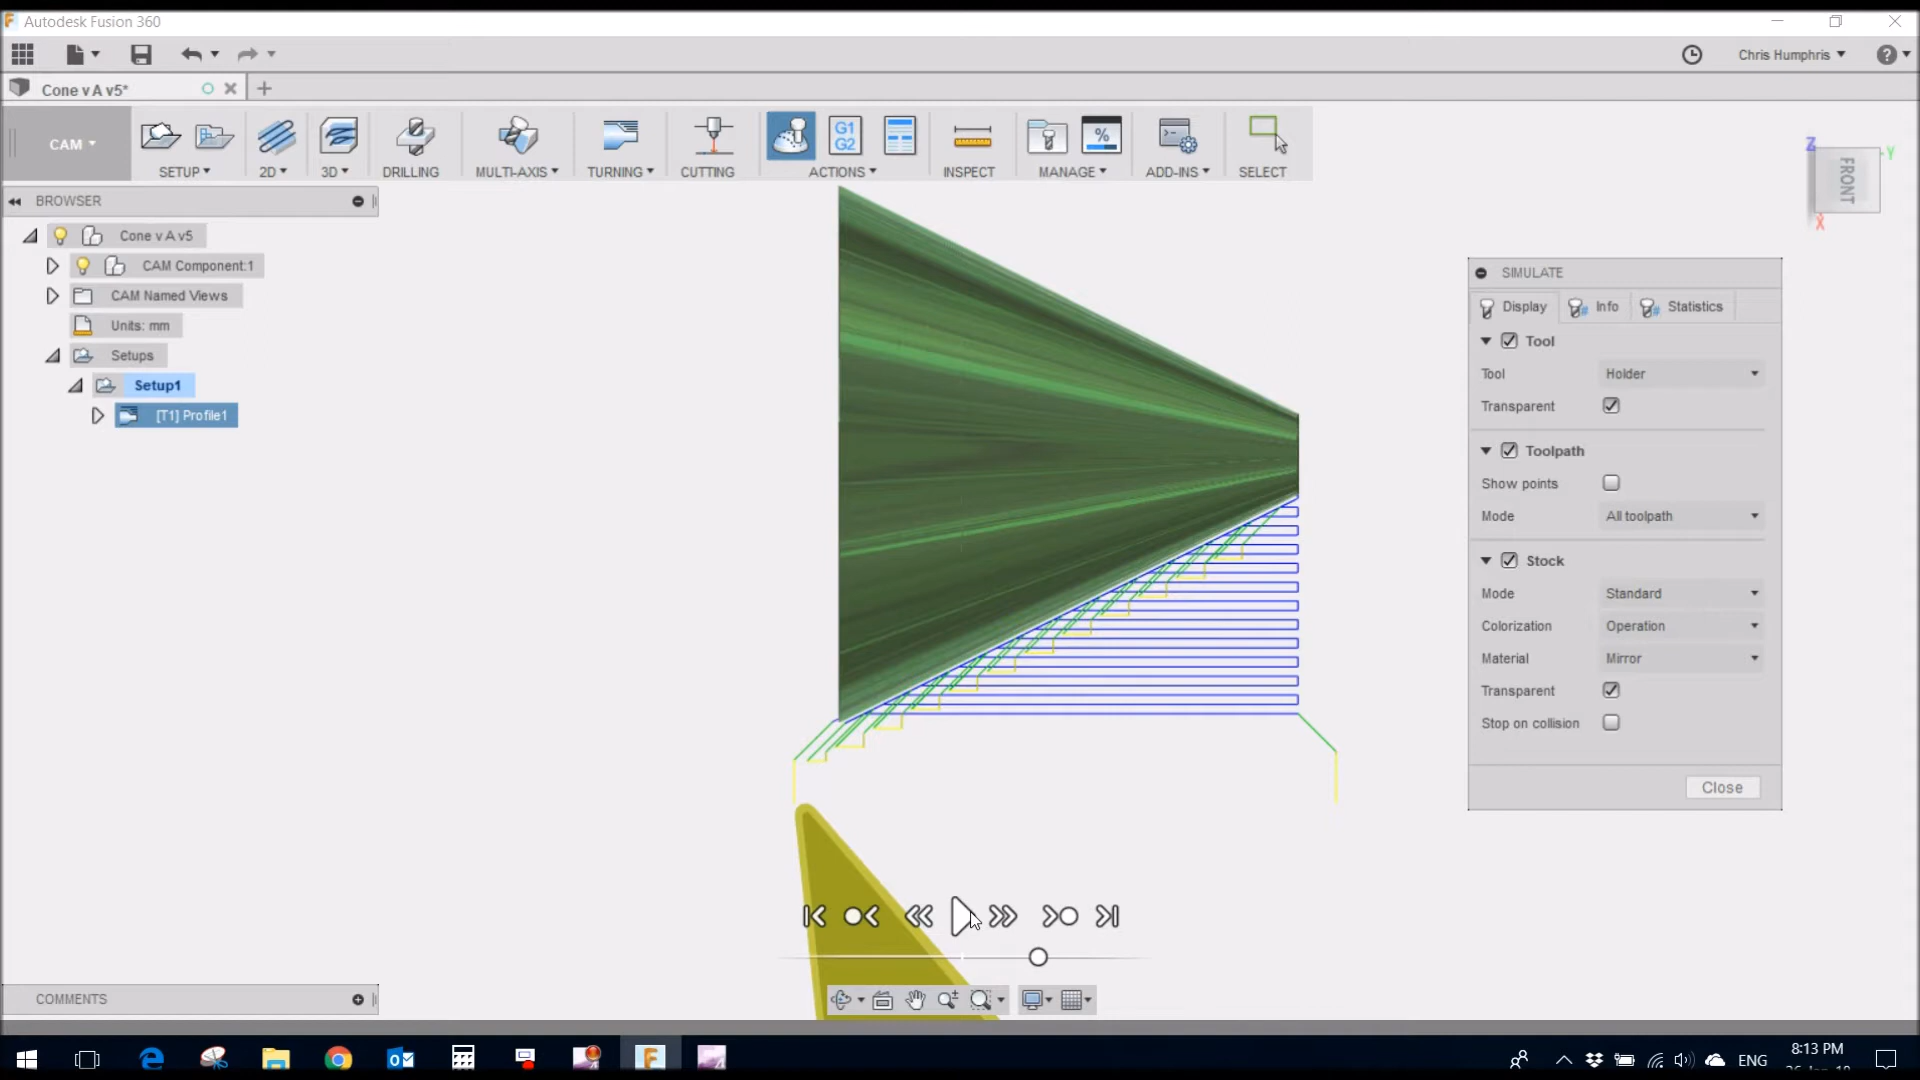 Autodesk Fusion 360
Chris Humphris
Cone v A v5*
CAM
SETUP
2D
3D
DRILLING
MULTI-AXIS
TURNING
CUTTING
G1
G2
ACTIONS
INSPECT
%
MANAGE
ADD-INS
SELECT
BROWSER
Cone v A v5
CAM Component:1
CAM Named Views
Units: mm
Setups
Setup1
[T1] Profile1
Z
Y
FRONT
X
SIMULATE
Display
Info
Statistics
Tool
Tool Holder
Transparent
Toolpath
Show points
Mode All toolpath
Stock
Mode Standard
Colorization Operation
Material Mirror
Transparent
Stop on collision
Close
COMMENTS
ENG
8:13 PM